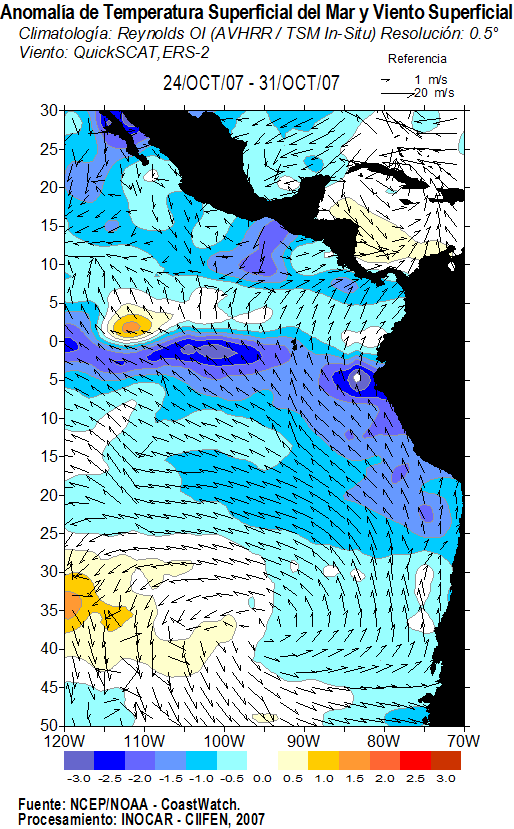 Anomalía de Temperatura Superficial del Mar y Viento Superficial
Climatología: Reynolds OI (AVHRR / TSM In-Situ) Resolución: 0.5°
Viento: QuickSCAT,ERS-2
Referencia
24/OCT/07 - 31/OCT/07
1 m/s
20 m/s
30
25
20
15
10
5
0
5
10
15
20
25
30
35
40
45
50
120W 110W 100W 90W 80W 70W
-3.0 -2.5 -2.0 -1.5 -1.0 -0.5 0.0 0.5 1.0 1.5 2.0 2.5 3.0
Fuente: NCEP/NOAA - CoastWatch.
Procesamiento: INOCAR - CIIFEN, 2007